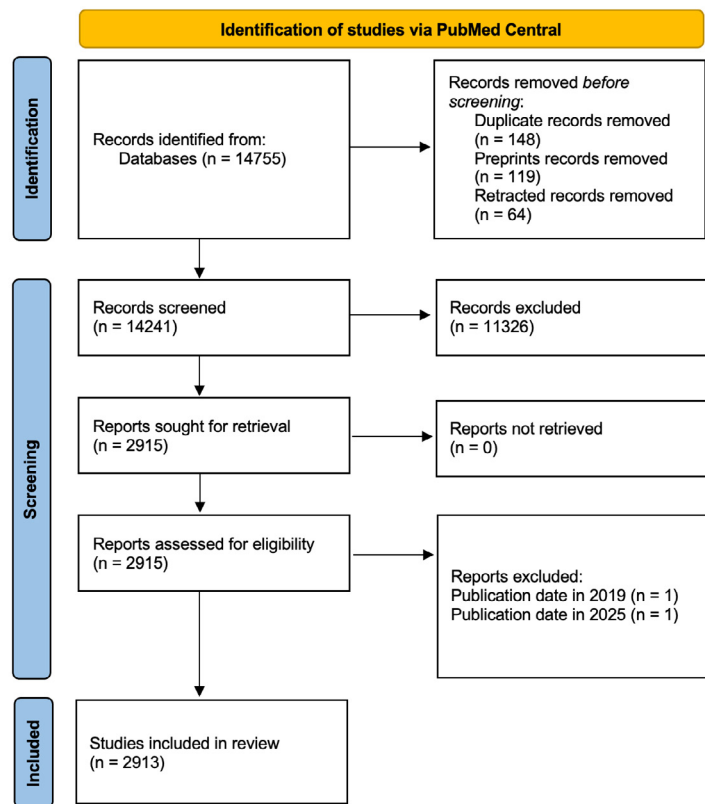 Identification of studies via PubMed Central
Identification
Records identified from:
Databases (n = 14755)
Records removed before
screening:
Duplicate records removed
(n = 148)
Preprints records removed
(n = 119)
Retracted records removed
(n = 64)
Screening
Records screened
(n = 14241)
Records excluded
(n = 11326)
Reports sought for retrieval
(n = 2915)
Reports not retrieved
(n = 0)
Reports assessed for eligibility
(n = 2915)
Reports excluded:
Publication date in 2019 (n = 1)
Publication date in 2025 (n = 1)
Included
Studies included in review
(n = 2913)